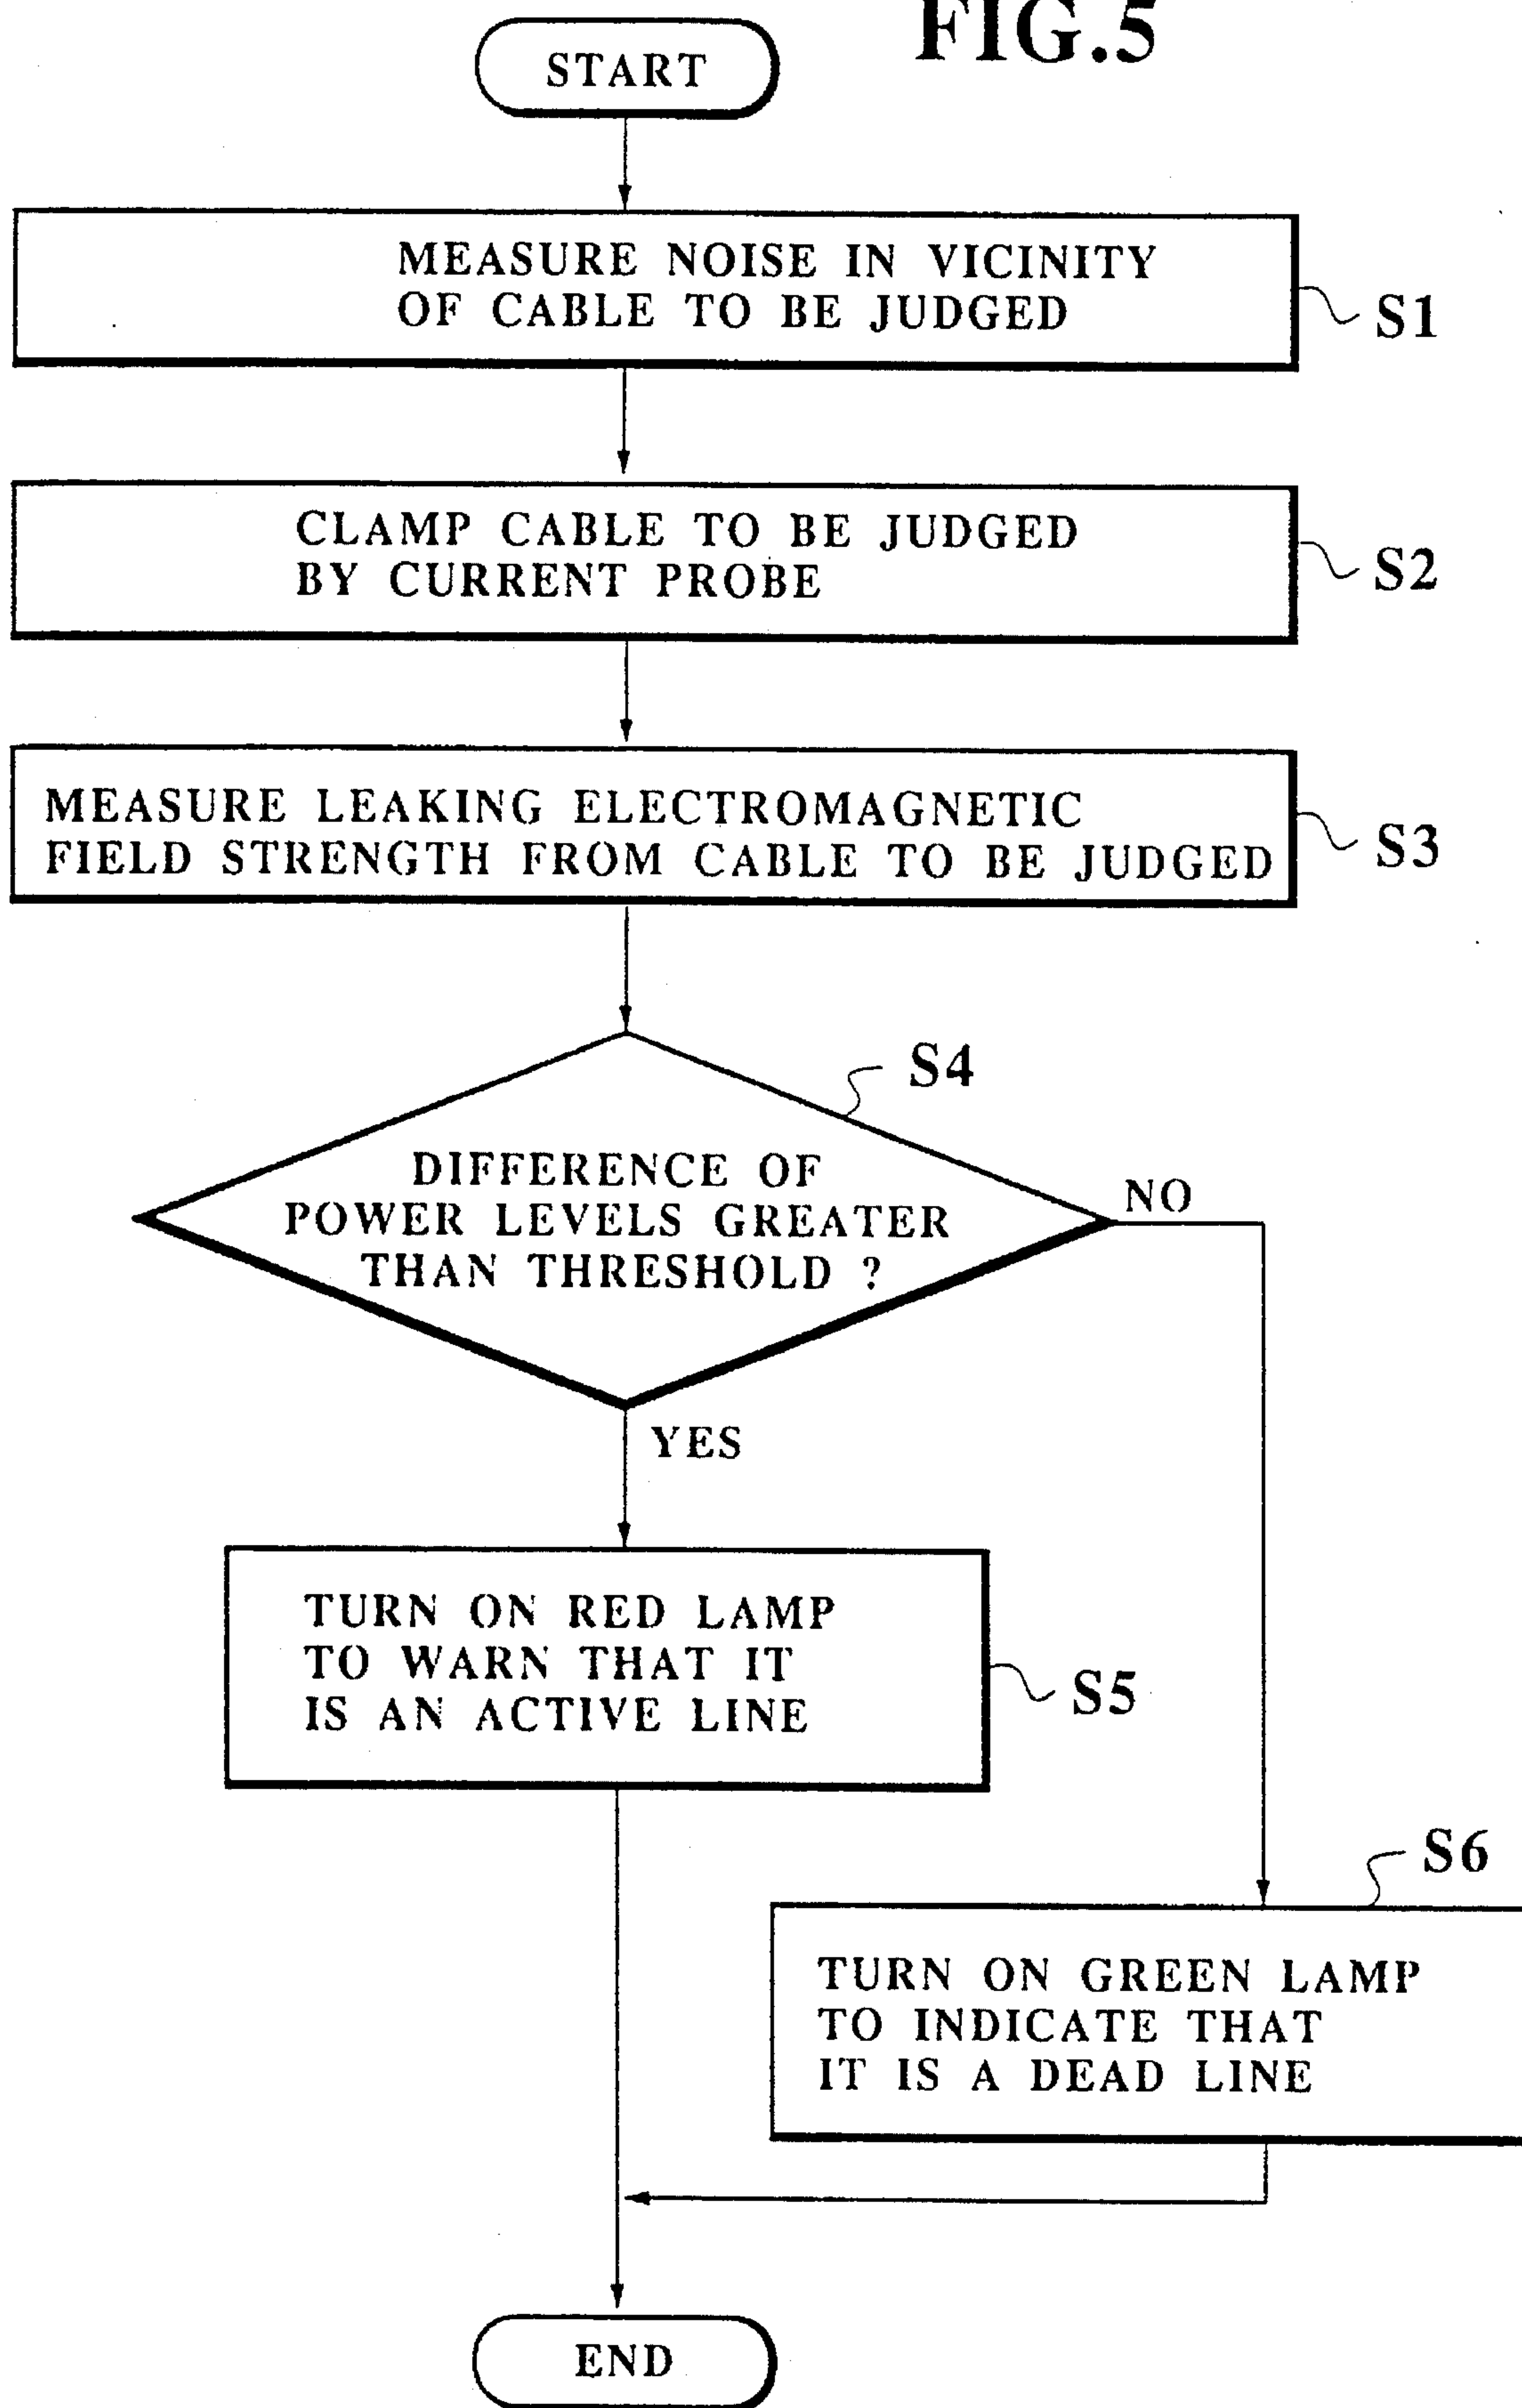 FIG.5
START
MEASURE NOISE IN VICINITY
OF CABLE TO BE JUDGED
S1
CLAMP CABLE TO BE JUDGED
BY CURRENT PROBE
S2
MEASURE LEAKING ELECTROMAGNETIC
FIELD STRENGTH FROM CABLE TO BE JUDGED
S3
S4
DIFFERENCE OF
POWER LEVELS GREATER
THAN THRESHOLD ?
NO
YES
TURN ON RED LAMP
TO WARN THAT IT
IS AN ACTIVE LINE
S5
S6
TURN ON GREEN LAMP
TO INDICATE THAT
IT IS A DEAD LINE
END